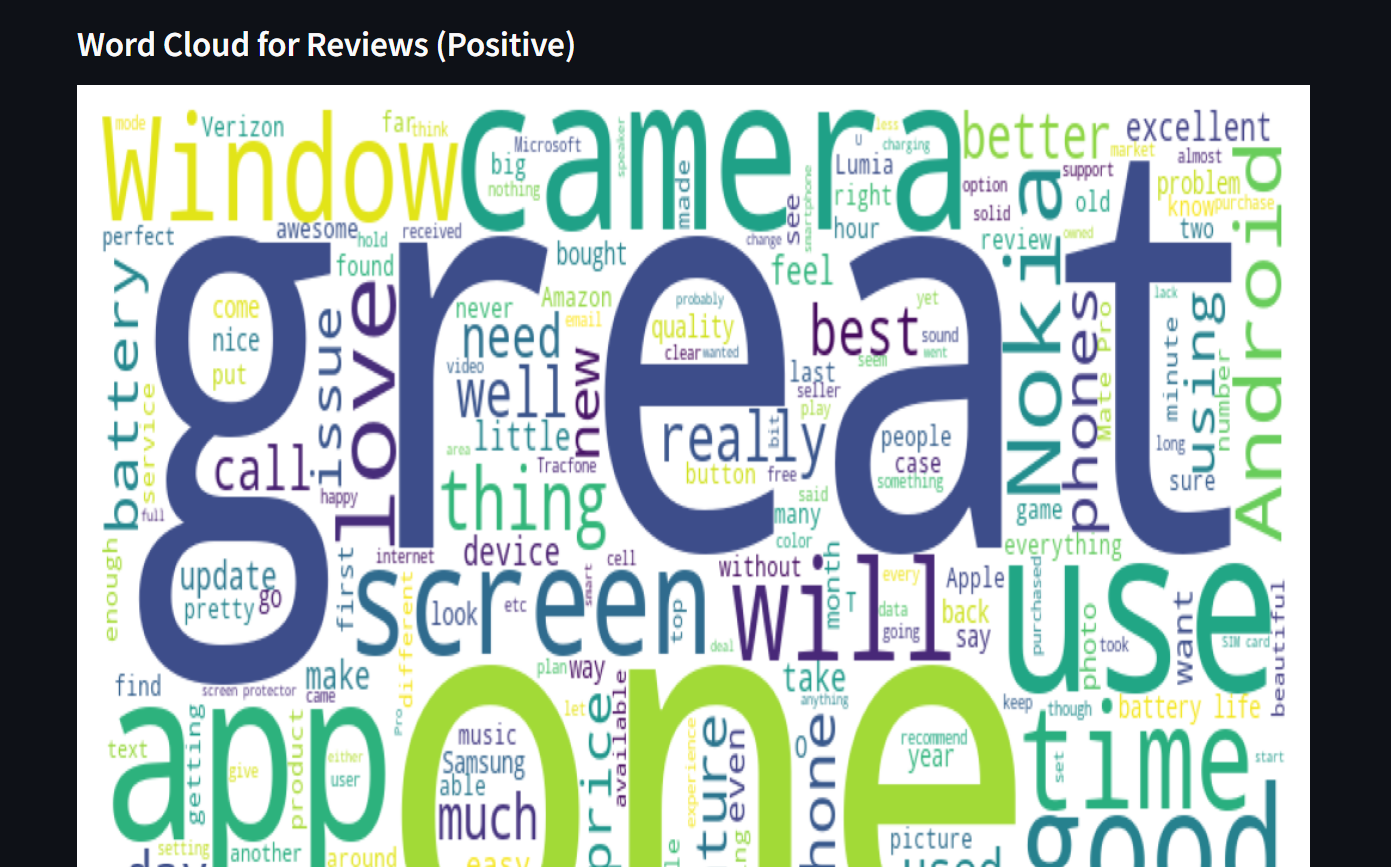 Word Cloud for Reviews (Positive)
mode
Window
Verizon
far
think
camera
Microsoft
big
nothing
speaker
made
U
less
charging
Lumia
right
hour
see
smartphone
change
better
excellent
market
almost
support
option
solid
old
problem
know
purchase
two
review
owned
Nokia
Android
perfect
awesome
hold
received
found
bought
feel
great
battery
service
full
come
nice
put
issue
love
call
happy
never
Amazon
email
need
video
well
new
little
area
Tracfone
thing
probably
quality
clear
wanted
really
bit
button
free
best
yet
sound
went
seem
last
seller
play
people
case
something
said
many
color
phones
Mate Pro
lack
minute
using
number
long
sure
game
everything
enough
update
pretty
go
first
internet
device
cell
different
screen
look
etc
smart
top
without
will
month
T
every
data
going
Apple
back
say
deal
use
purchased
photo
took
want
SIM card
beautiful
find
screen protector
make
came
plan
way
take
anything
keep
though
battery life
app
text
getting
give
product
either
user
Pro
one
music
Samsung
able
much
easy
let
price
available
experience
even
O
phone
recommend
year
time
set
start
good
setting
another
around
picture
used